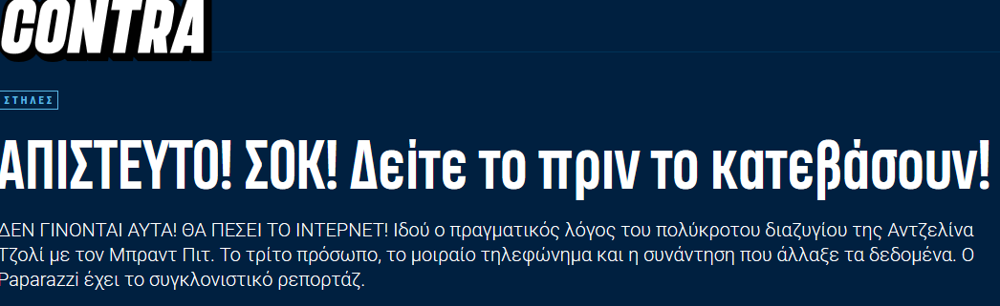 CONTRA
ΣΤΗΛΕΣ
ΑΠΙΣΤΕΥΤΟ! ΣΟΚ! Δείτε το πριν το κατεβάσουν!
ΔΕΝ ΓΙΝΟΝΤΑΙ ΑΥΤΑ! ΘΑ ΠΕΣΕΙ ΤΟ ΙΝΤΕΡΝΕΤ! Ιδού ο πραγματικός λόγος του πολύκροτου διαζυγίου της Αντζελίνα
Τζολί με τον Μπραντ Πιτ. Το τρίτο πρόσωπο, το μοιραίο τηλεφώνημα και η συνάντηση που άλλαξε τα δεδομένα. Ο
Paparazzi έχει το συγκλονιστικό ρεπορτάζ.